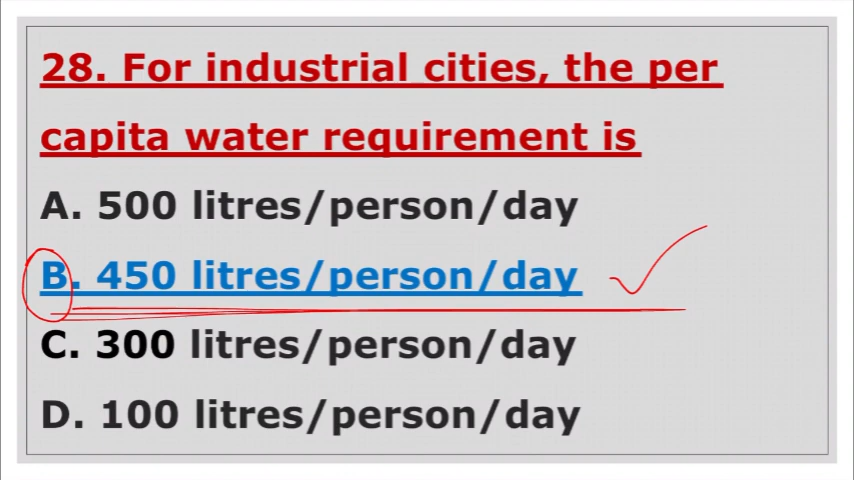 28. For industrial cities, the per
capita water requirement is
A. 500 litres/person/day
B. 450 litres/person/day
C. 300 litres/person/day
D. 100 litres/person/day